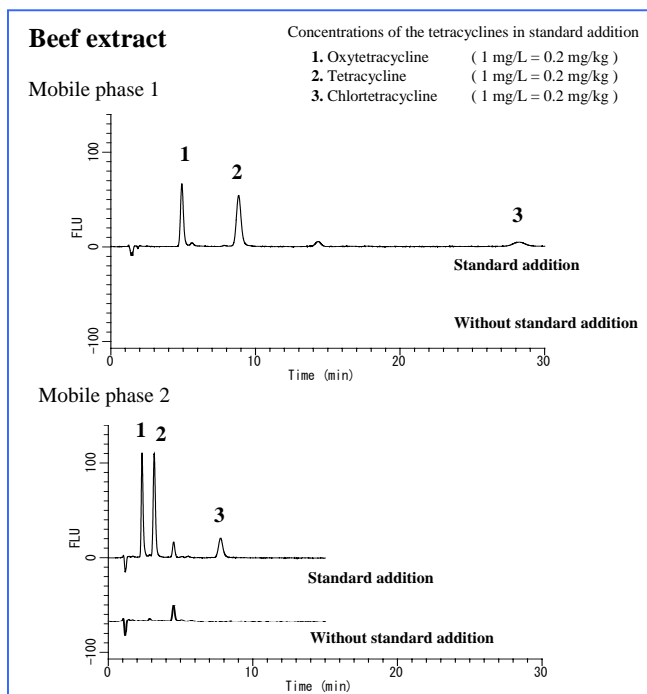 Beef extract
Concentrations of the tetracyclines in standard addition
1. Oxytetracycline ( 1 mg/L = 0.2 mg/kg )
2. Tetracycline ( 1 mg/L = 0.2 mg/kg )
3. Chlortetracycline ( 1 mg/L = 0.2 mg/kg )
Mobile phase 1
100
1
2
3
FLU
0
Standard addition
Without standard addition
-100
0 10 20 30
Time (min)
Mobile phase 2
1 2
100
3
FLU
0
Standard addition
Without standard addition
-100
0 10 20 30
Time (min)